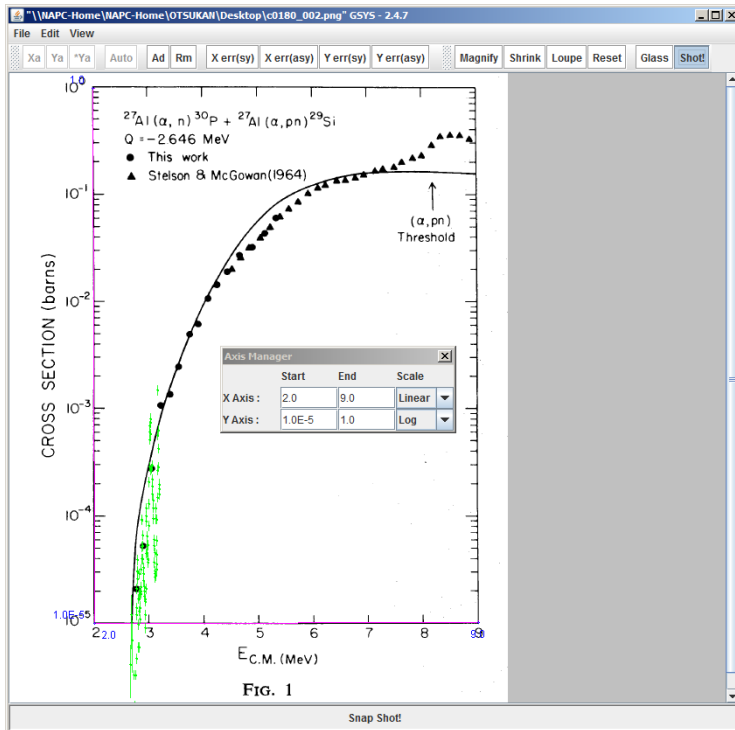 "\\NAPC-Home\NAPC-Home\OTSUKAN\Desktop\c0180_002.png" GSYS - 2.4.7
File Edit View
Xa Ya *Ya Auto Ad Rm X err(sy) X err(asy) Y err(sy) Y err(asy) Magnify Shrink Loupe Reset Glass Shot!
1.0
10⁰
²⁷Al(α, n)³⁰P + ²⁷Al(α,pn)²⁹Si
Q = −2.646 MeV
● This work
▲ Stelson & McGowan(1964)
10⁻¹
(α,pn)
Threshold
10⁻²
CROSS SECTION (barns)
Axis Manager
Start End Scale
X Axis : 2.0 9.0 Linear
Y Axis : 1.0E-5 1.0 Log
10⁻³
10⁻⁴
1.0E-5
10⁻⁵
2 3 4 5 6 7 8 9
2.0 9.0
E C.M. (MeV)
FIG. 1
Snap Shot!